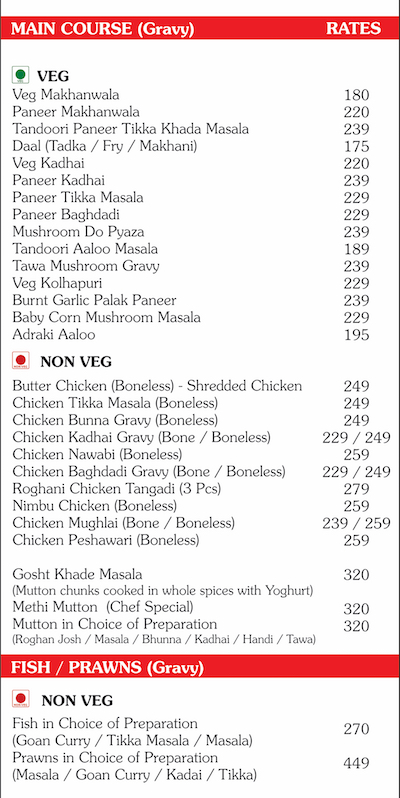 MAIN COURSE (Gravy) RATES
VEG
Veg Makhanwala 180
Paneer Makhanwala 220
Tandoori Paneer Tikka Khada Masala 239
Daal (Tadka / Fry / Makhani) 175
Veg Kadhai 220
Paneer Kadhai 239
Paneer Tikka Masala 229
Paneer Baghdadi 229
Mushroom Do Pyaza 239
Tandoori Aaloo Masala 189
Tawa Mushroom Gravy 239
Veg Kolhapuri 229
Burnt Garlic Palak Paneer 239
Baby Corn Mushroom Masala 229
Adraki Aaloo 195
NON VEG
Butter Chicken (Boneless) - Shredded Chicken 249
Chicken Tikka Masala (Boneless) 249
Chicken Bunna Gravy (Boneless) 249
Chicken Kadhai Gravy (Bone / Boneless) 229 / 249
Chicken Nawabi (Boneless) 259
Chicken Baghdadi Gravy (Bone / Boneless) 229 / 249
Roghani Chicken Tangadi (3 Pcs) 279
Nimbu Chicken (Boneless) 259
Chicken Mughlai (Bone / Boneless) 239 / 259
Chicken Peshawari (Boneless) 259
Gosht Khade Masala 320
(Mutton chunks cooked in whole spices with Yoghurt)
Methi Mutton (Chef Special) 320
Mutton in Choice of Preparation 320
(Roghan Josh / Masala / Bhunna / Kadhai / Handi / Tawa)
FISH / PRAWNS (Gravy)
NON VEG
Fish in Choice of Preparation 270
(Goan Curry / Tikka Masala / Masala)
Prawns in Choice of Preparation 449
(Masala / Goan Curry / Kadai / Tikka)